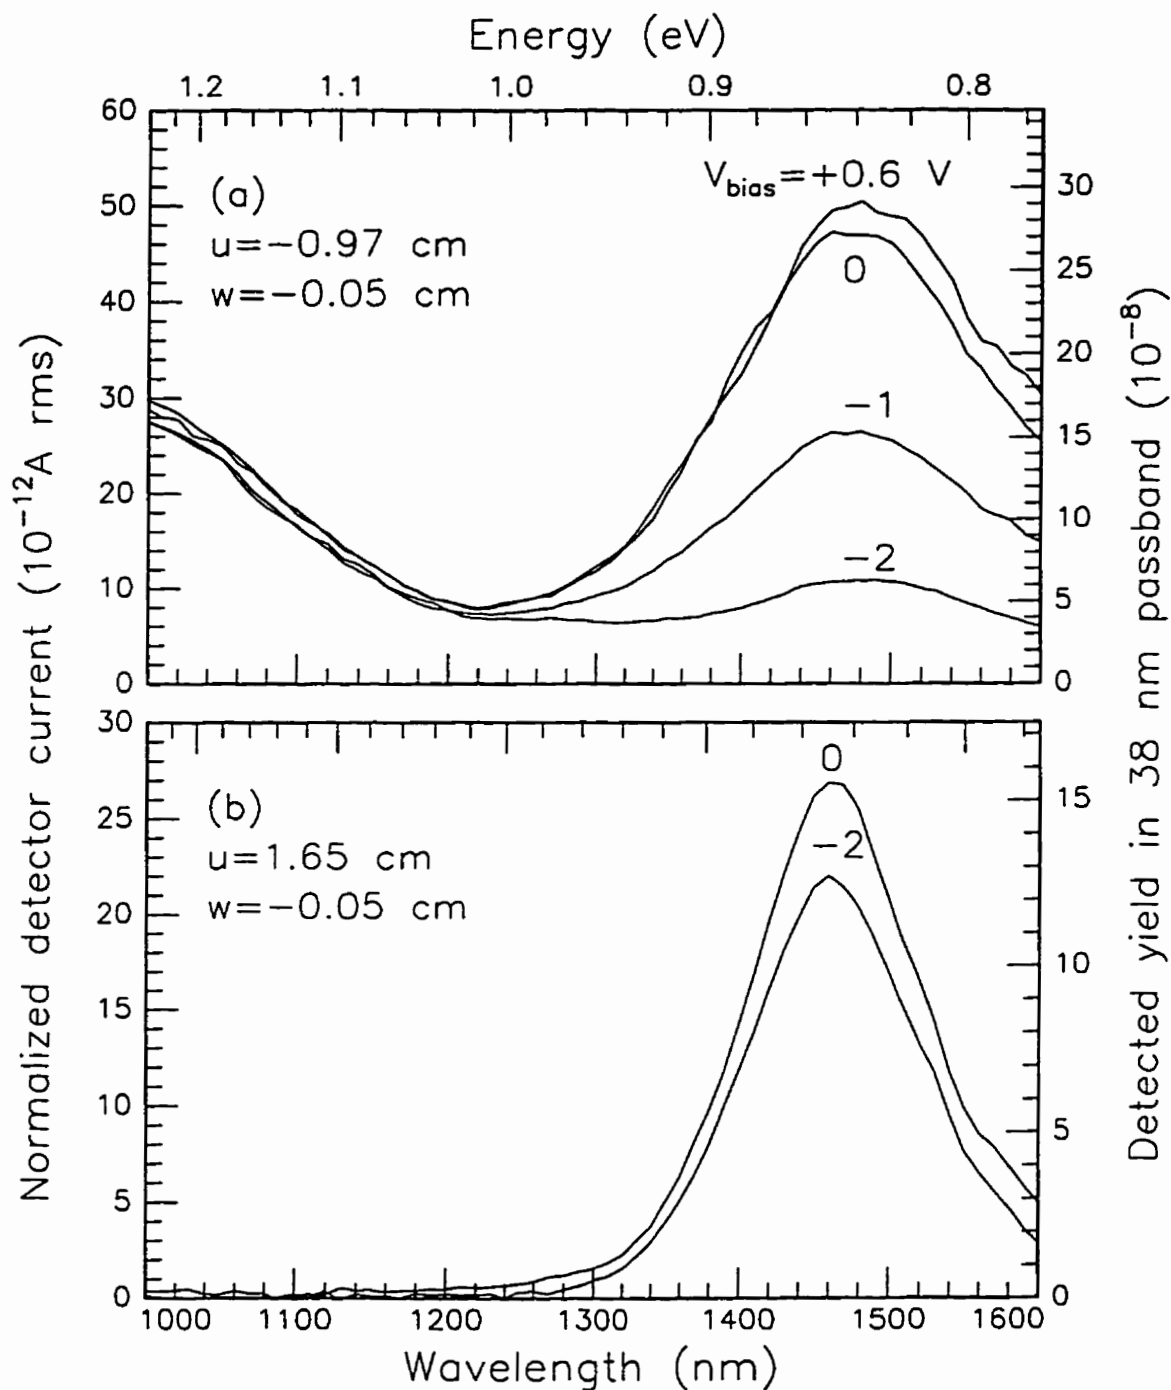 Energy (eV)
1.2 1.1 1.0 0.9 0.8
60
50
40
30
20
10
0
(a)
u=−0.97 cm
w=−0.05 cm
V_bias=+0.6 V
0
−1
−2
30
25
20
15
10
5
0
Normalized detector current (10⁻¹²A rms)
Detected yield in 38 nm passband (10⁻⁸)
30
25
20
15
10
5
0
(b)
u=1.65 cm
w=−0.05 cm
0
−2
15
10
5
0
1000 1100 1200 1300 1400 1500 1600
Wavelength (nm)